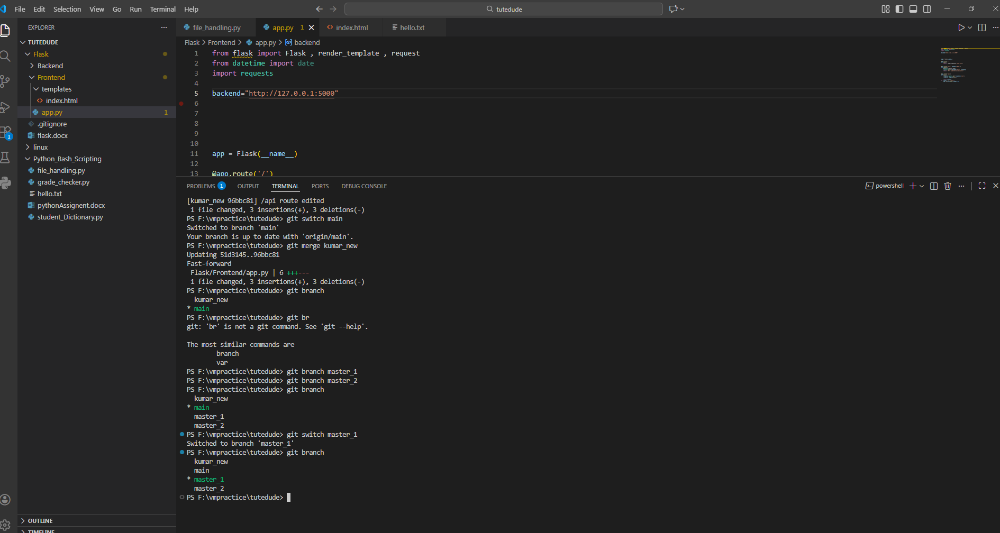 File Edit Selection View Go Run Terminal Help
tutedude
EXPLORER
TUTEDUDE
Flask
Backend
Frontend
templates
index.html
app.py 1
.gitignore
flask.docx
linux
Python_Bash_Scripting
file_handling.py
grade_checker.py
hello.txt
pythonAssignent.docx
student_Dictionary.py
OUTLINE
TIMELINE
1
file_handling.py app.py 1 index.html hello.txt
Flask > Frontend > app.py > backend
1 from flask import Flask , render_template , request
2 from datetime import date
3 import requests
4
5 backend="http://127.0.0.1:5000"
6
7
8
9
10
11 app = Flask(__name__)
12
13 @app.route('/')
PROBLEMS 1 OUTPUT TERMINAL PORTS DEBUG CONSOLE
powershell
[kumar_new 96bbc81] /api route edited
1 file changed, 3 insertions(+), 3 deletions(-)
PS F:\vmpractice\tutedude> git switch main
Switched to branch 'main'
Your branch is up to date with 'origin/main'.
PS F:\vmpractice\tutedude> git merge kumar_new
Updating 51d3145..96bbc81
Fast-forward
Flask/Frontend/app.py | 6 +++---
1 file changed, 3 insertions(+), 3 deletions(-)
PS F:\vmpractice\tutedude> git branch
kumar_new
* main
PS F:\vmpractice\tutedude> git br
git: 'br' is not a git command. See 'git --help'.
The most similar commands are
branch
var
PS F:\vmpractice\tutedude> git branch master_1
PS F:\vmpractice\tutedude> git branch master_2
PS F:\vmpractice\tutedude> git branch
kumar_new
* main
master_1
master_2
PS F:\vmpractice\tutedude> git switch master_1
Switched to branch 'master_1'
PS F:\vmpractice\tutedude> git branch
kumar_new
main
* master_1
master_2
PS F:\vmpractice\tutedude>